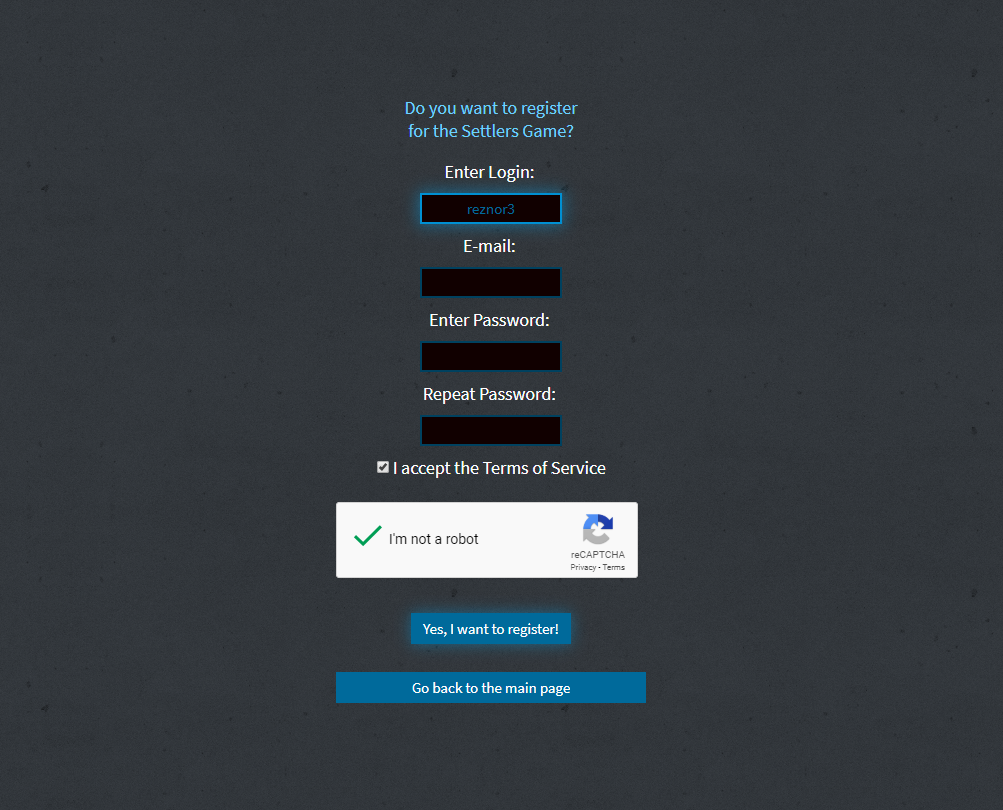 Do you want to register
for the Settlers Game?
Enter Login:
reznor3
E-mail:
Enter Password:
Repeat Password:
I accept the Terms of Service
I'm not a robot
reCAPTCHA
Privacy - Terms
Yes, I want to register!
Go back to the main page